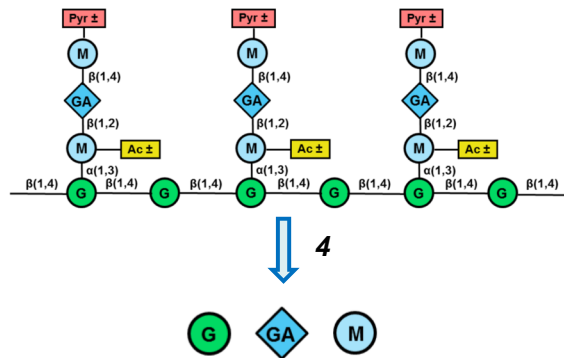 Pyr ± Pyr ± Pyr ±
M M M
β(1,4) β(1,4) β(1,4)
GA GA GA
β(1,2) β(1,2) β(1,2)
M Ac ± M Ac ± M Ac ±
α(1,3) α(1,3) α(1,3)
β(1,4) β(1,4) β(1,4) β(1,4) β(1,4) β(1,4)
G G G G G G
4
G GA M